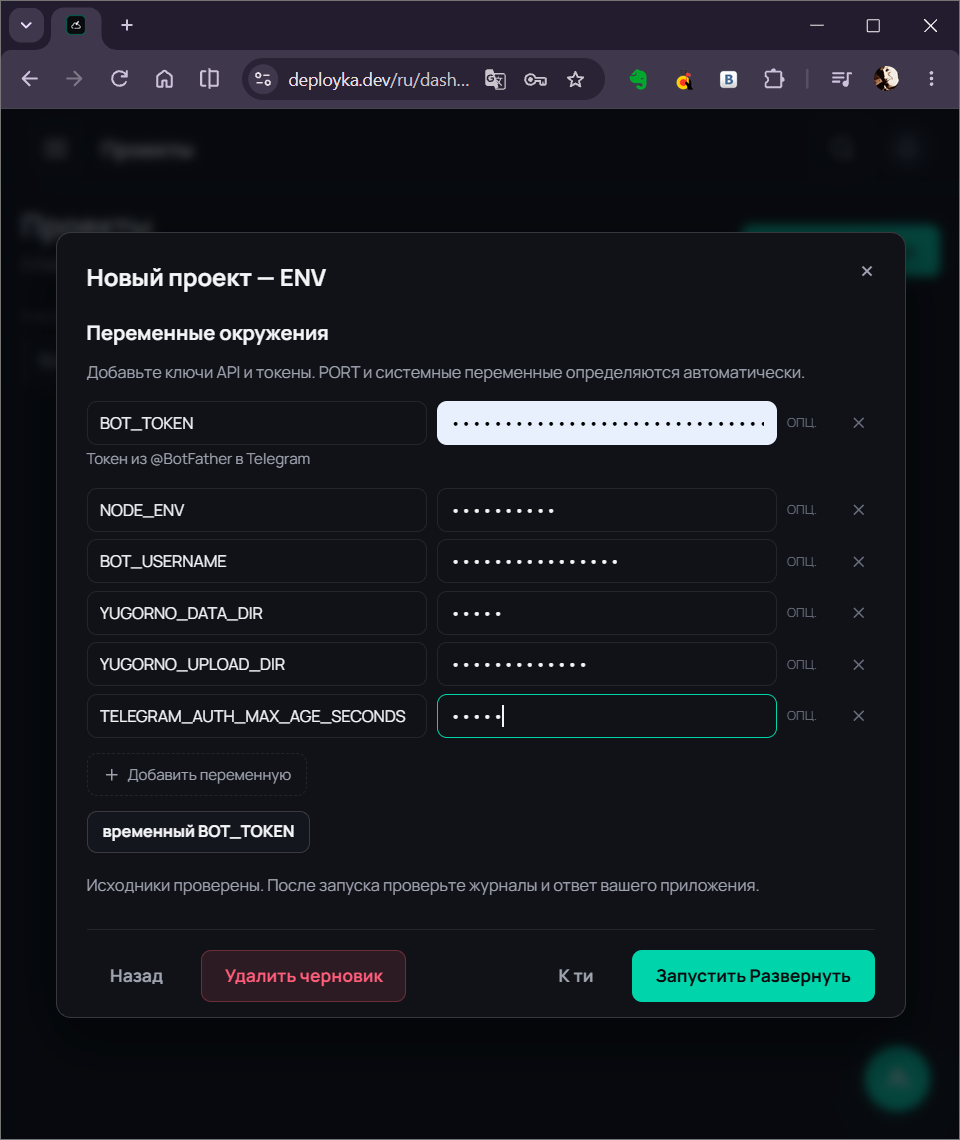 deployka.dev/ru/dash...
Проекты
Проекты
Новый проект — ENV
Переменные окружения
Добавьте ключи API и токены. PORT и системные переменные определяются автоматически.
BOT_TOKEN ОПЦ.
Токен из @BotFather в Telegram
NODE_ENV ОПЦ.
BOT_USERNAME ОПЦ.
YUGORNO_DATA_DIR ОПЦ.
YUGORNO_UPLOAD_DIR ОПЦ.
TELEGRAM_AUTH_MAX_AGE_SECONDS ОПЦ.
+ Добавить переменную
временный BOT_TOKEN
Исходники проверены. После запуска проверьте журналы и ответ вашего приложения.
Назад Удалить черновик К ти Запустить Развернуть